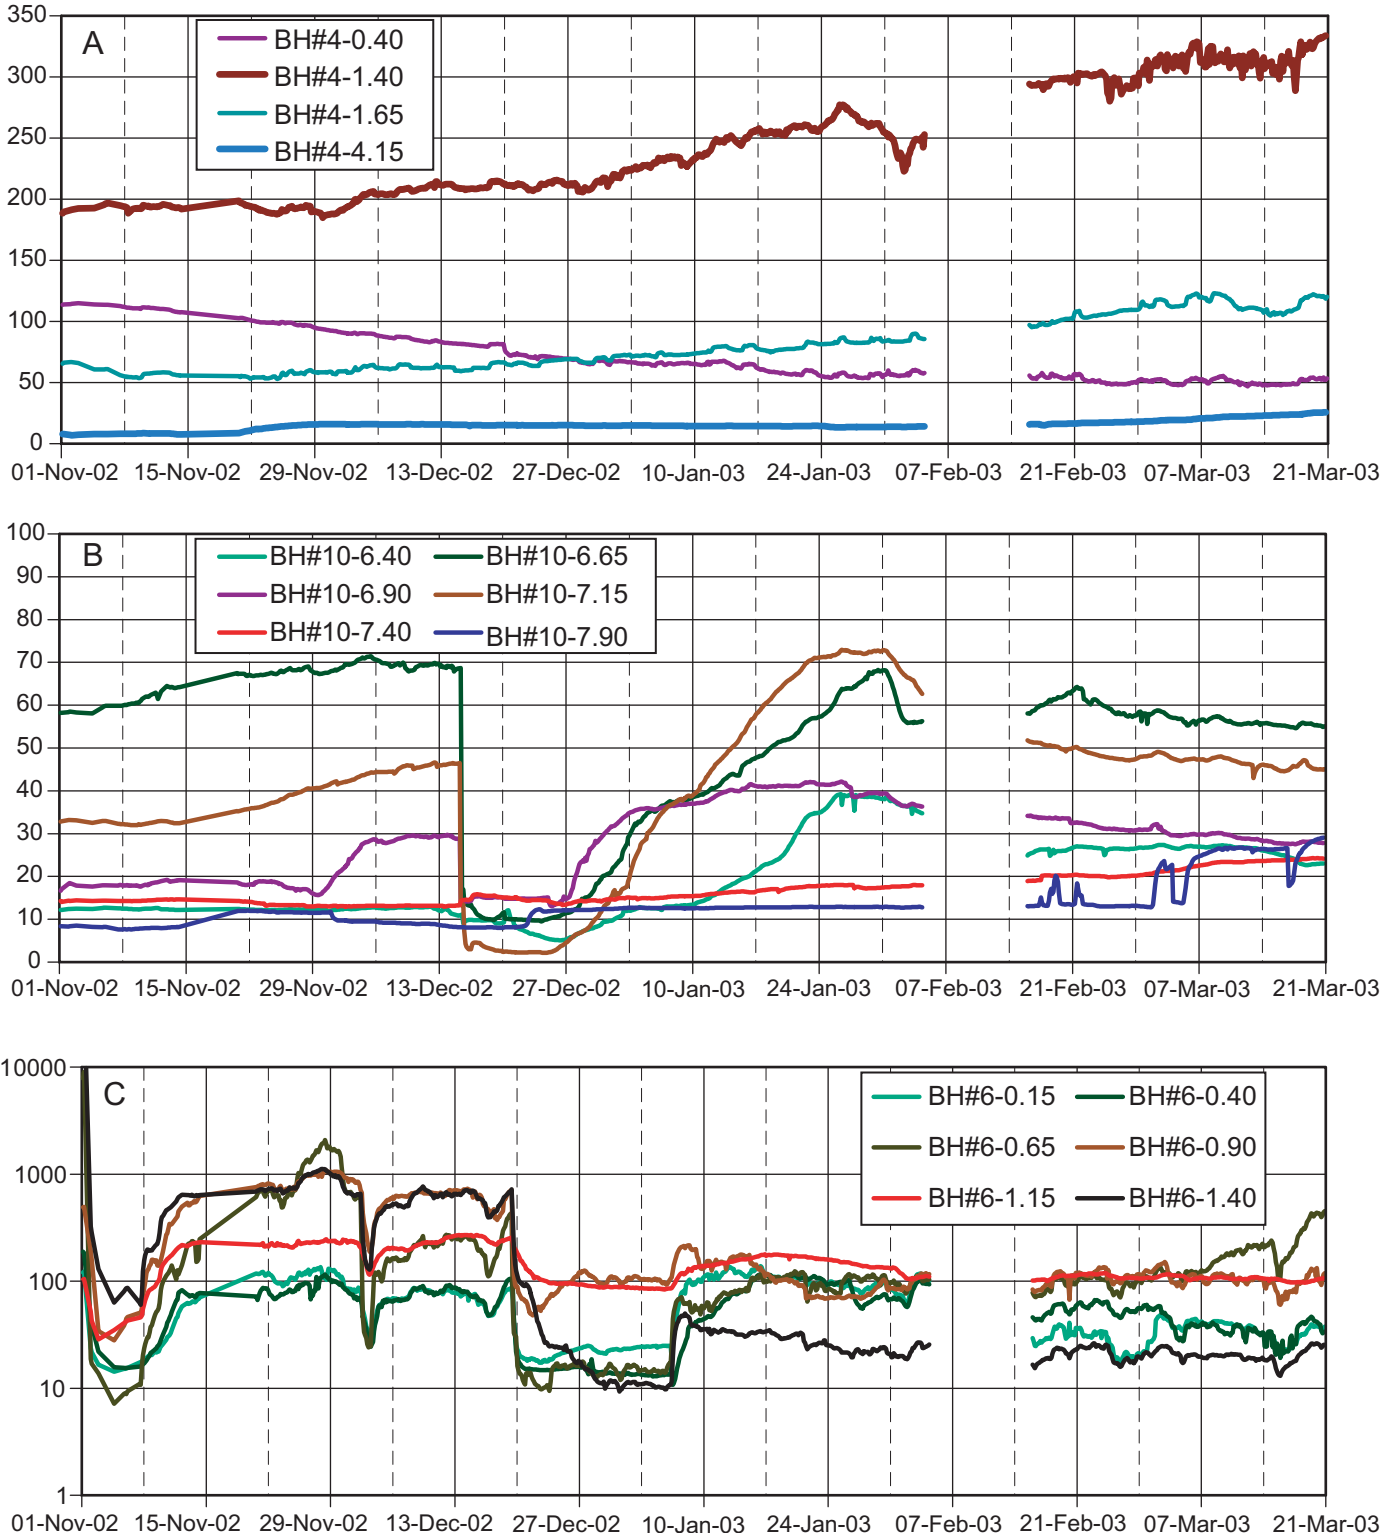 350
A
BH#4-0.40
BH#4-1.40
BH#4-1.65
BH#4-4.15
300
250
200
150
100
50
0
01-Nov-02 15-Nov-02 29-Nov-02 13-Dec-02 27-Dec-02 10-Jan-03 24-Jan-03 07-Feb-03 21-Feb-03 07-Mar-03 21-Mar-03
100
B
BH#10-6.40 BH#10-6.65
BH#10-6.90 BH#10-7.15
BH#10-7.40 BH#10-7.90
90
80
70
60
50
40
30
20
10
0
01-Nov-02 15-Nov-02 29-Nov-02 13-Dec-02 27-Dec-02 10-Jan-03 24-Jan-03 07-Feb-03 21-Feb-03 07-Mar-03 21-Mar-03
10000
C
BH#6-0.15 BH#6-0.40
BH#6-0.65 BH#6-0.90
BH#6-1.15 BH#6-1.40
1000
100
10
1
01-Nov-02 15-Nov-02 29-Nov-02 13-Dec-02 27-Dec-02 10-Jan-03 24-Jan-03 07-Feb-03 21-Feb-03 07-Mar-03 21-Mar-03